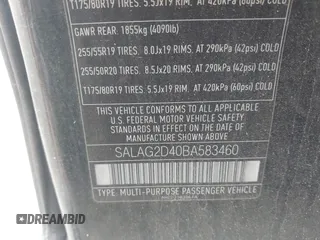 T175/80R19 TIRES 5.5Jx19 RIMS, AT 420kPa (60psi) COLD
GAWR REAR. 1855kg (4090lb)
255/55R19 TIRES 8.0Jx19 RIMS, AT 290kPa (42psi) COLD
255/50R20 TIRES 8.5Jx20 RIMS, AT 290kPa (42psi) COLD
T175/80R19 TIRES 5.5Jx19 RIMS, AT 420kPa (60psi) COLD
THIS VEHICLE CONFORMS TO ALL APPLICABLE
U.S. FEDERAL MOTOR VEHICLE SAFETY
STANDARDS IN EFFECT ON THE DATE OF
MANUFACTURE SHOWN ABOVE
SALAG2D40BA583460
TYPE: MULTI-PURPOSE PASSENGER VEHICLE